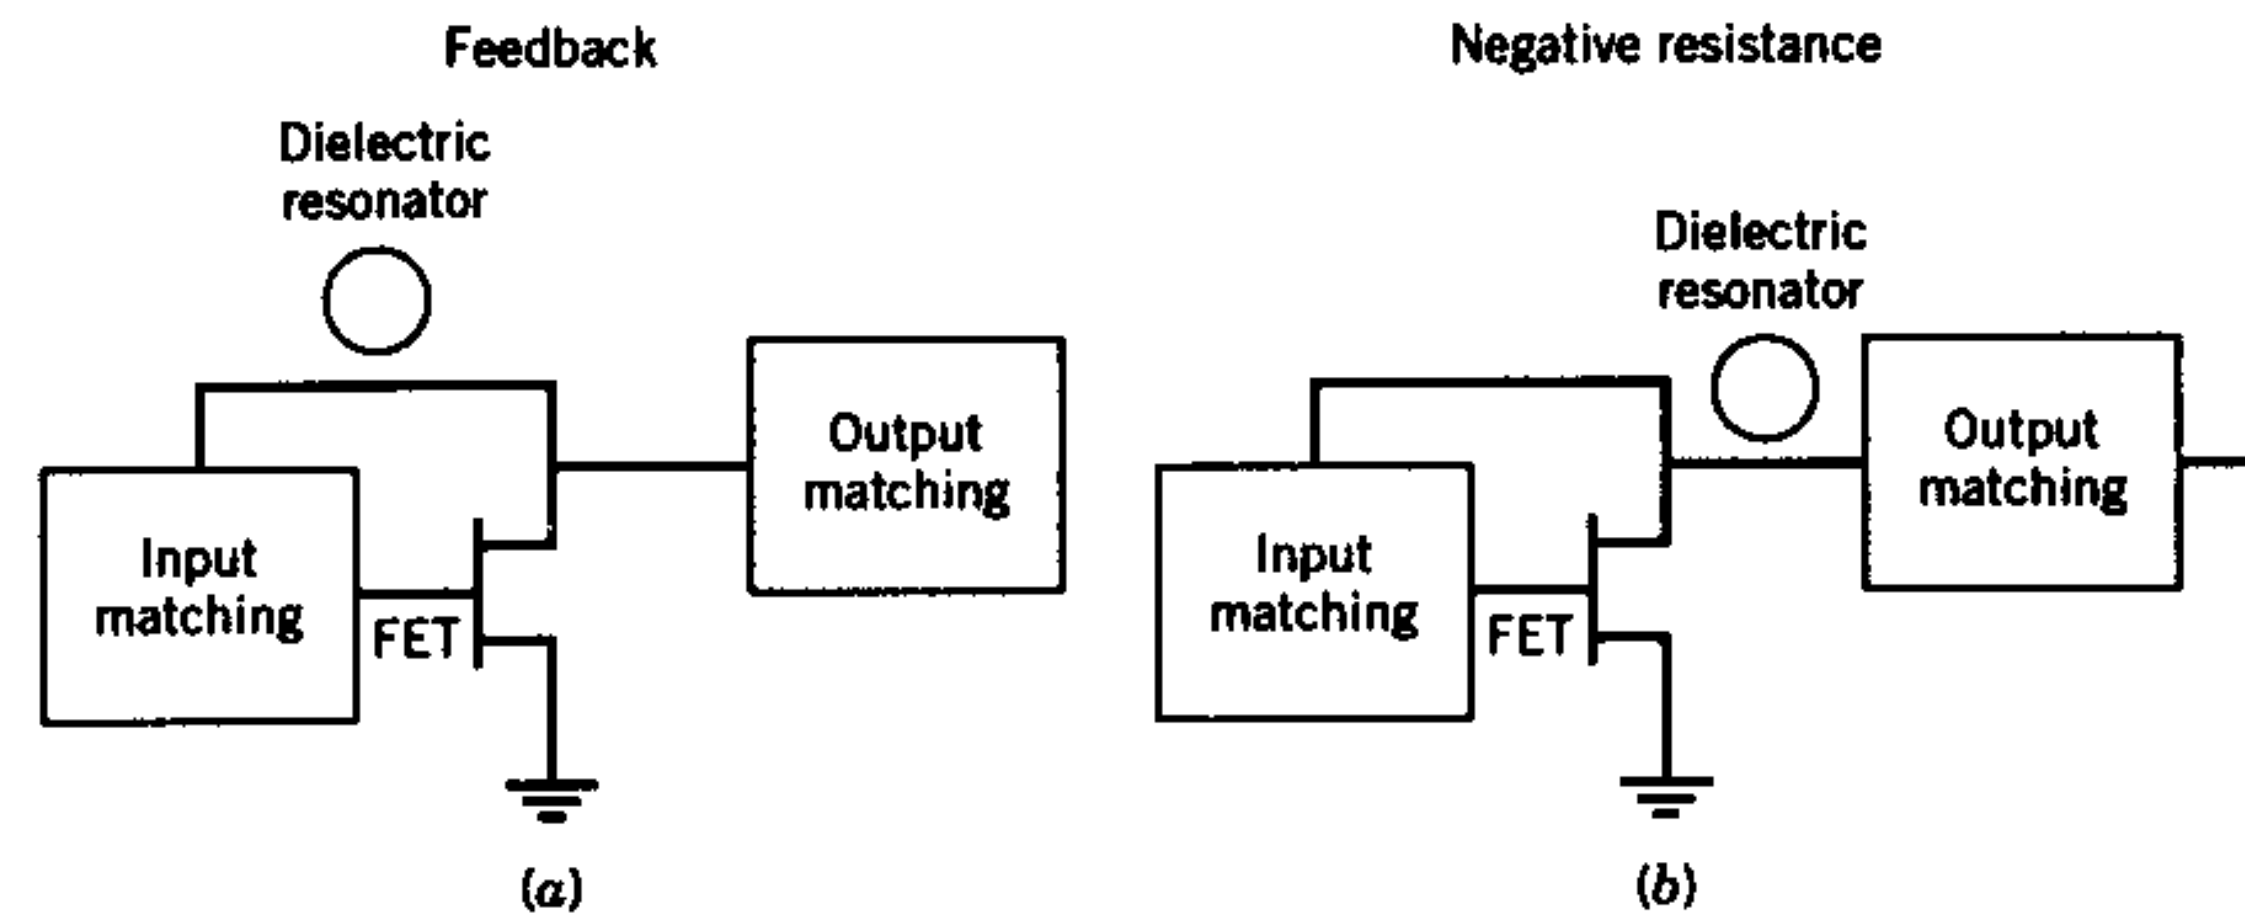 Feedback
Dielectric
resonator
Output
matching
Input
matching
FET
(a)
Negative resistance
Dielectric
resonator
Output
matching
Input
matching
FET
(b)